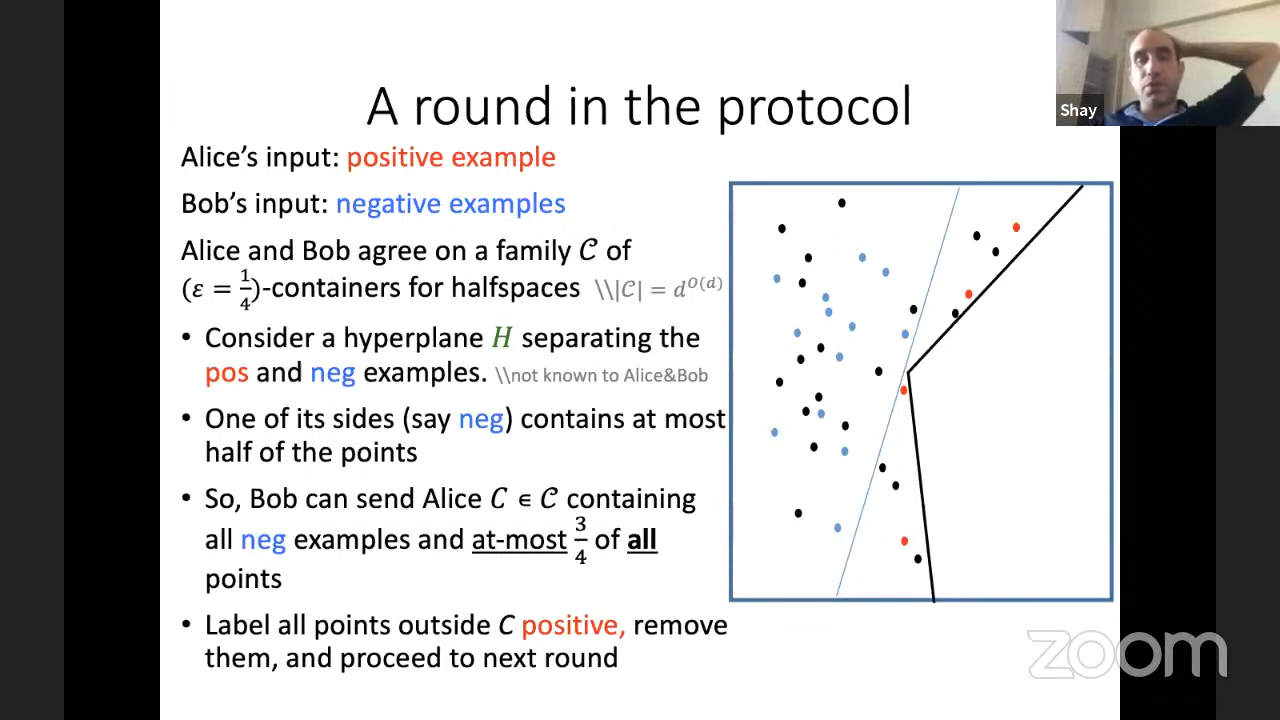 A round in the protocol
Shay
Alice's input: positive example
Bob's input: negative examples
Alice and Bob agree on a family 𝒞 of
(ε = 1/4)-containers for halfspaces \\|𝒞| = d^{O(d)}
• Consider a hyperplane H separating the
pos and neg examples. \\not known to Alice&Bob
• One of its sides (say neg) contains at most
half of the points
• So, Bob can send Alice C ∈ 𝒞 containing
all neg examples and at-most 3/4 of all
points
• Label all points outside C positive, remove
them, and proceed to next round
zoom